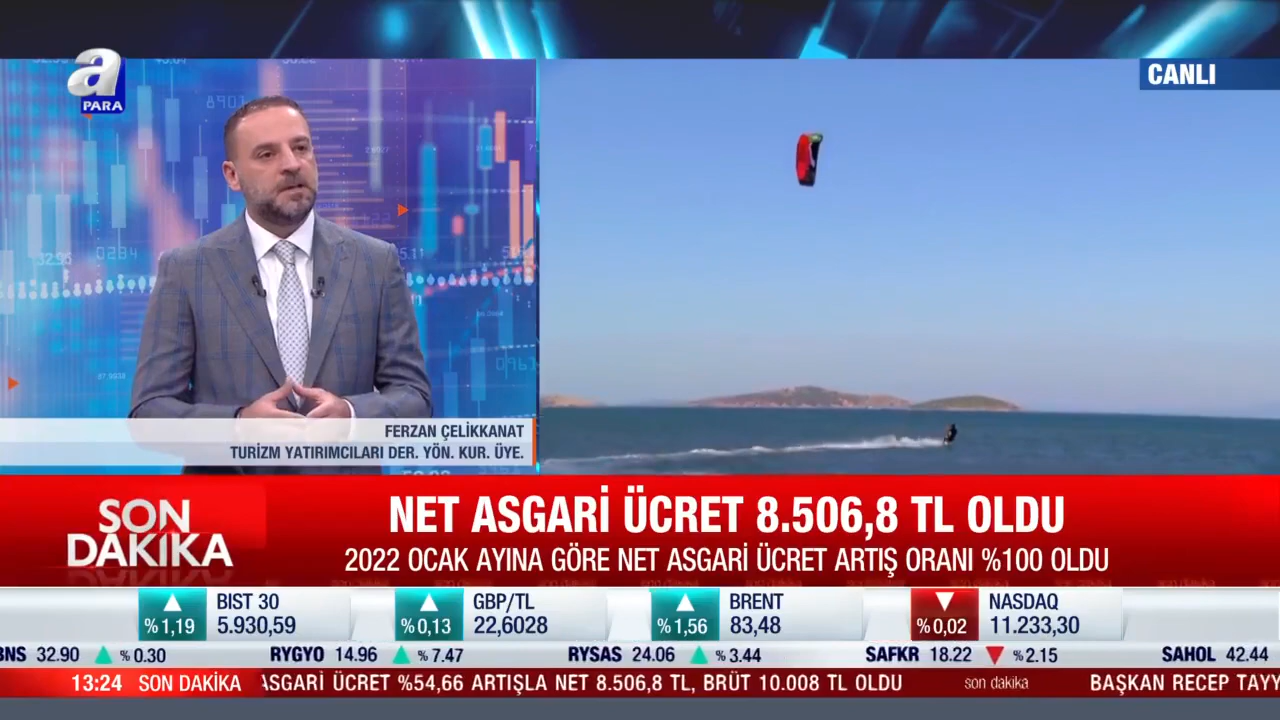 a
PARA
CANLI
FERZAN ÇELİKKANAT
TURİZM YATIRIMCILARI DER. YÖN. KUR. ÜYE.
SON DAKİKA
NET ASGARİ ÜCRET 8.506,8 TL OLDU
2022 OCAK AYINA GÖRE NET ASGARİ ÜCRET ARTIŞ ORANI %100 OLDU
%1,19 BIST 30 5.930,59
%0,13 GBP/TL 22,6028
%1,56 BRENT 83,48
%0,02 NASDAQ 11.233,30
32.90 %0.30 RYGYO 14.96 %7.47 RYSAS 24.06 %3.44 SAFKR 18.22 %2.15 SAHOL 42.44
13:24 SON DAKİKA ASGARİ ÜCRET %54,66 ARTIŞLA NET 8.506,8 TL, BRÜT 10.008 TL OLDU son dakika BAŞKAN RECEP TAYY